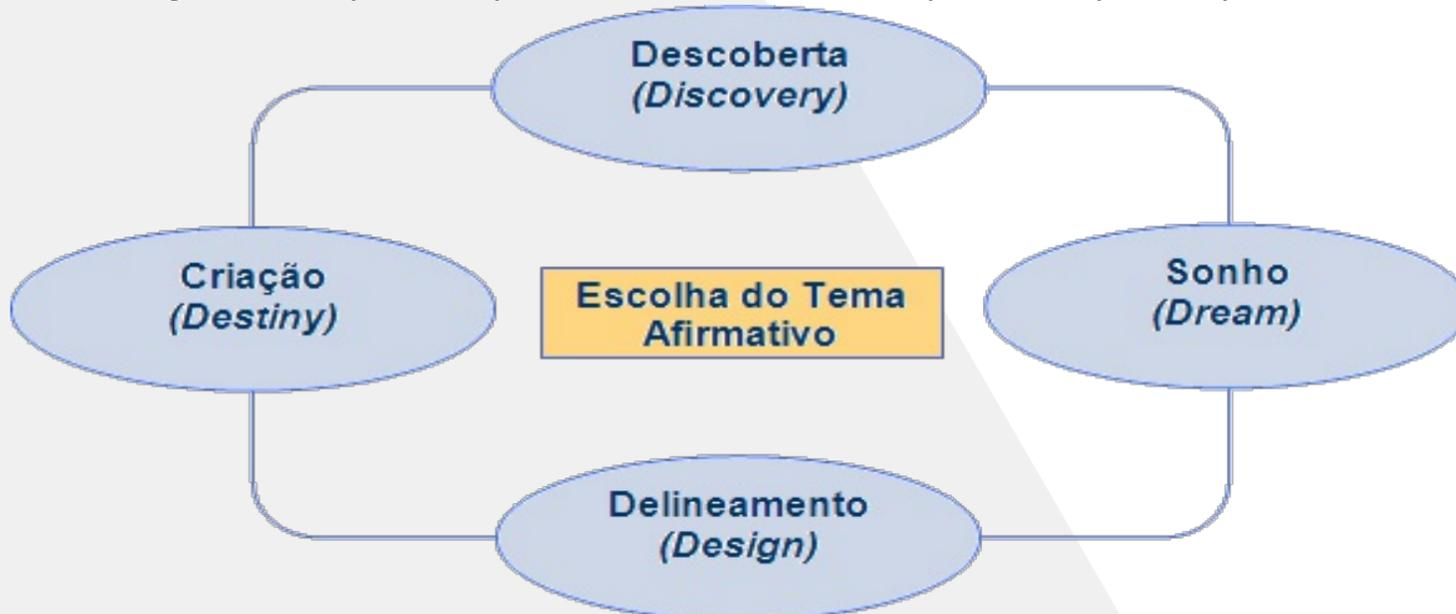 Descoberta
(Discovery)
Criação
(Destiny)
Escolha do Tema
Afirmativo
Sonho
(Dream)
Delineamento
(Design)